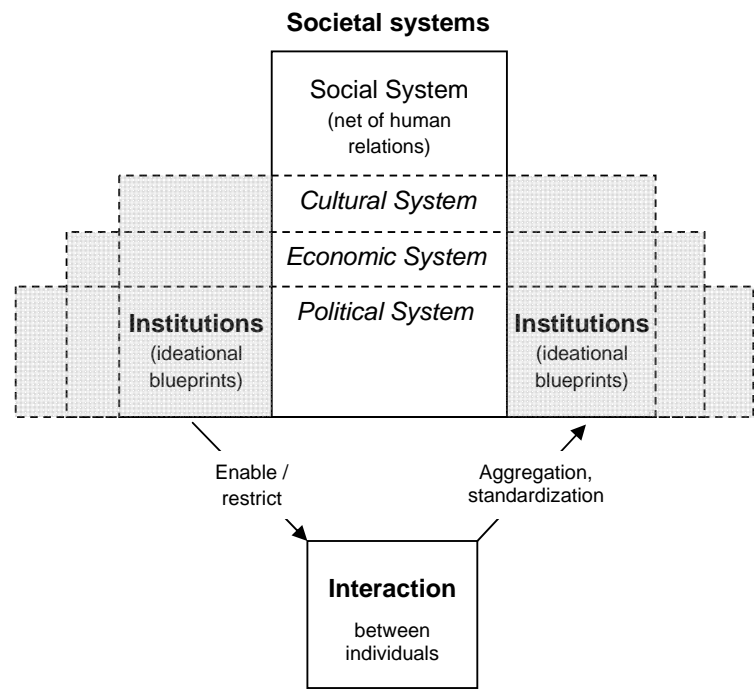 Societal systems
Social System
(net of human
relations)
Cultural System
Economic System
Political System
Institutions
(ideational
blueprints)
Institutions
(ideational
blueprints)
Enable /
restrict
Aggregation,
standardization
Interaction
between
individuals